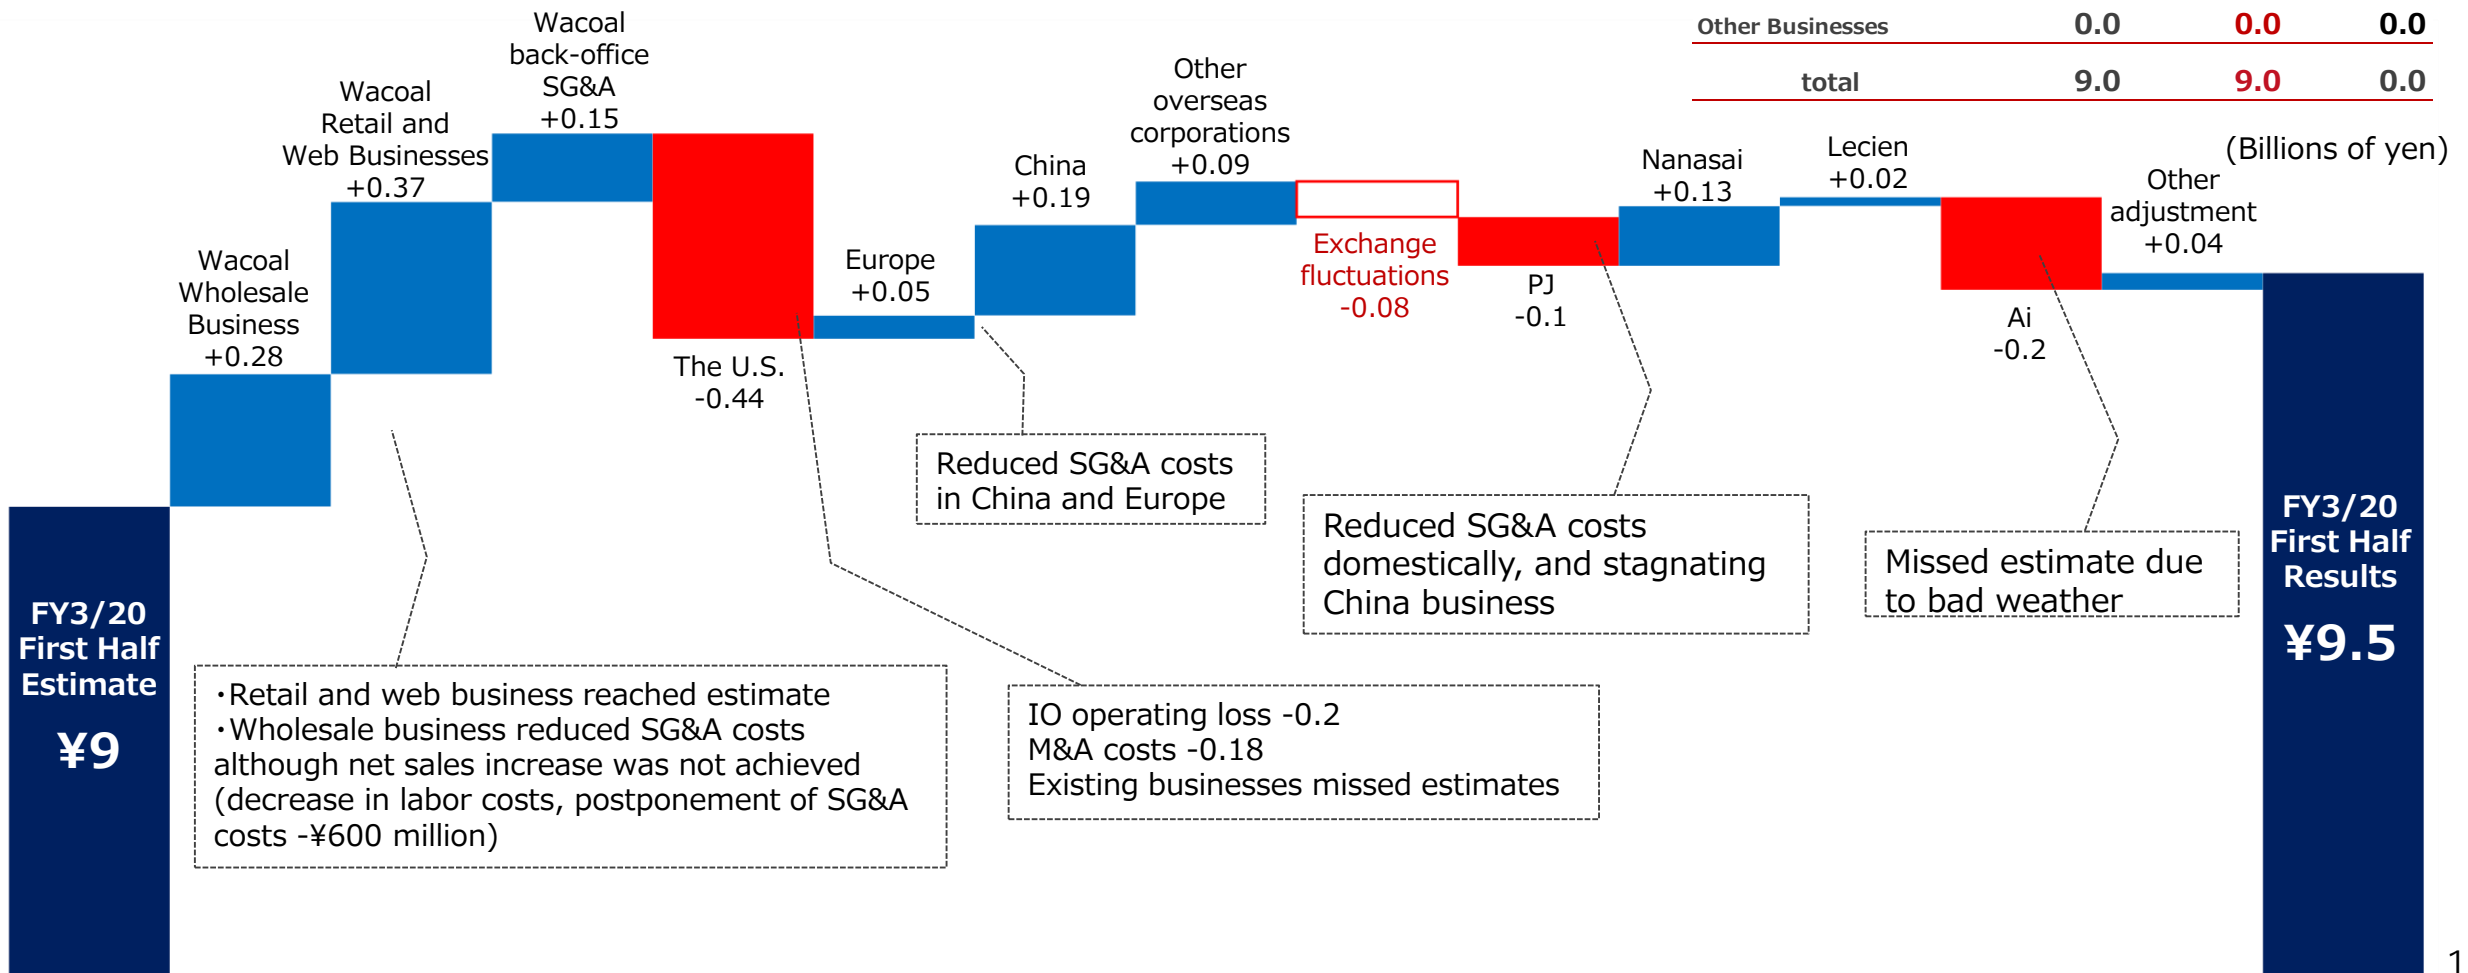 Other Businesses 0.0 0.0 0.0
total 9.0 9.0 0.0
(Billions of yen)
Wacoal
Wholesale
Business
+0.28
Wacoal
Retail and
Web Businesses
+0.37
Wacoal
back-office
SG&A
+0.15
The U.S.
-0.44
Europe
+0.05
China
+0.19
Other
overseas
corporations
+0.09
Exchange
fluctuations
-0.08
PJ
-0.1
Nanasai
+0.13
Lecien
+0.02
Ai
-0.2
Other
adjustment
+0.04
FY3/20
First Half
Estimate
¥9
・Retail and web business reached estimate
・Wholesale business reduced SG&A costs
although net sales increase was not achieved
(decrease in labor costs, postponement of SG&A
costs -¥600 million)
Reduced SG&A costs
in China and Europe
IO operating loss -0.2
M&A costs -0.18
Existing businesses missed estimates
Reduced SG&A costs
domestically, and stagnating
China business
Missed estimate due
to bad weather
FY3/20
First Half
Results
¥9.5
1